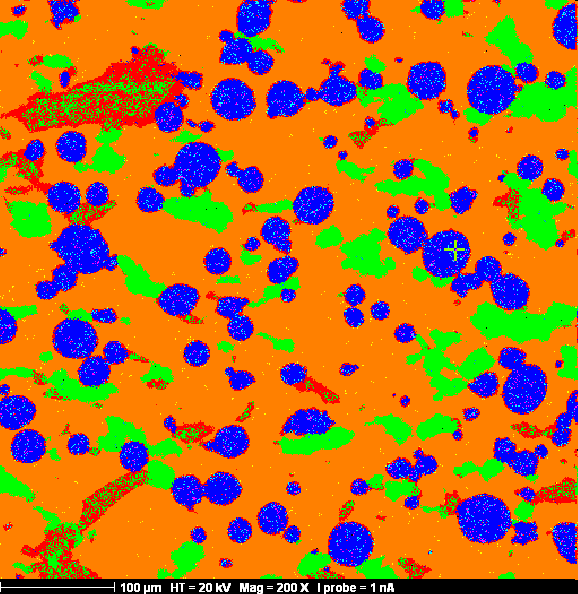 100 µm HT = 20 kV Mag = 200 X I probe = 1 nA